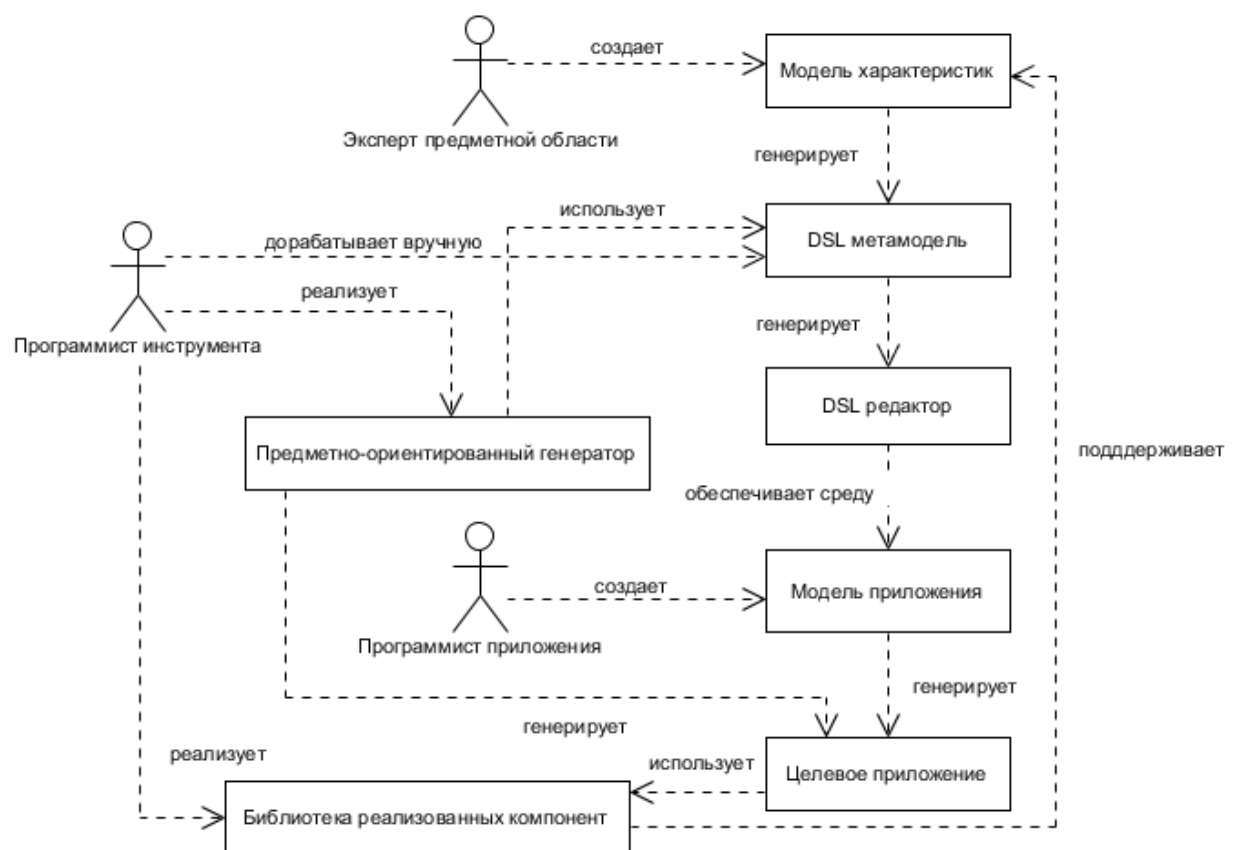 создает
Модель характеристик
Эксперт предметной области
генерирует
использует
DSL метамодель
дорабатывает вручную
реализует
генерирует
Программист инструмента
DSL редактор
Предметно-ориентированный генератор
подддерживает
обеспечивает среду
создает
Модель приложения
Программист приложения
генерирует
генерирует
реализует
использует
Целевое приложение
Библиотека реализованных компонент